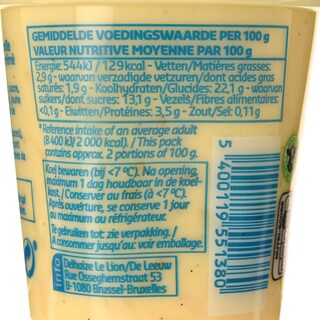 GEMIDDELDE VOEDINGSWAARDE PER 100 g
VALEUR NUTRITIVE MOYENNE PAR 100 g
Energie: 544kJ / 129 kcal - Vetten/Matières grasses:
2,9 g - waarvan verzadigde vetzuren/dont acides gras
saturés: 1,9 g - Koolhydraten/Glucides: 22,1 g - waarvan
suikers/dont sucres: 13,1 g - Vezels/Fibres alimentaires:
<0,1 g - Eiwitten/Protéines: 3,5 g - Zout/Sel: 0,11 g
*Reference intake of an average adult
(8 400 kJ/ 2 000 kcal). / This pack
contains approx. 2 portions of 100 g.
Koel bewaren (bij <7 °C). Na opening,
maximum 1 dag houdbaar in de koel-
kast. / Conserver au frais (à <7 °C).
Après ouverture, se conserve 1 jour
au maximum au réfrigérateur.
Te gebruiken tot: zie verpakking. /
A consommer jusqu'au: voir emballage.
info
Delhaize Le Lion/De Leeuw
Rue Osseghemstraat 53
B-1080 Brussel-Bruxelles
5 400119 551380